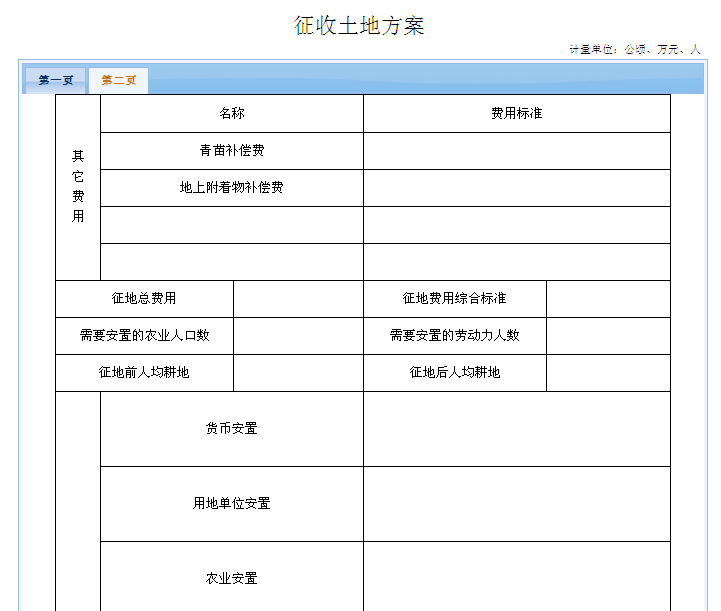 征收土地方案
计量单位：公顷、万元、人
第一页 第二页
其它费用
名称 费用标准
青苗补偿费
地上附着物补偿费
征地总费用 征地费用综合标准
需要安置的农业人口数 需要安置的劳动力人数
征地前人均耕地 征地后人均耕地
货币安置
用地单位安置
农业安置